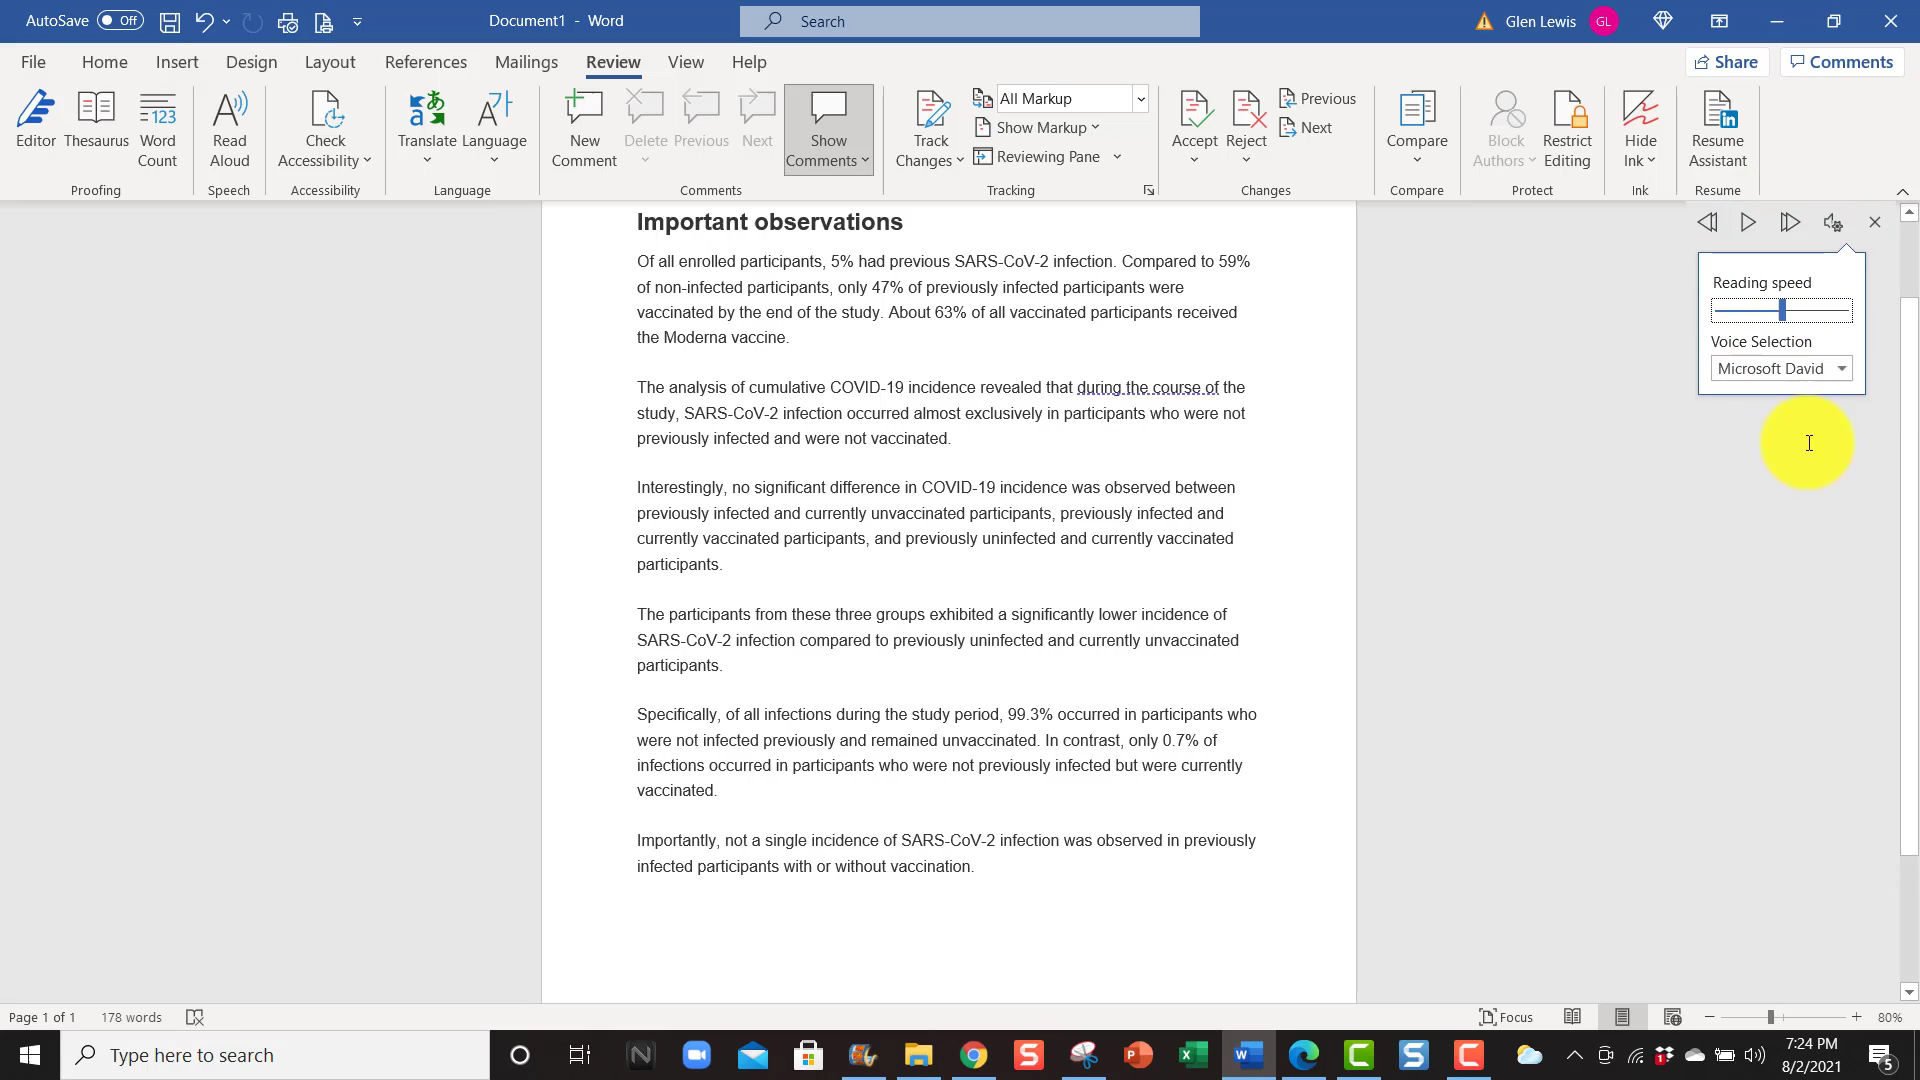 AutoSave Off Document1 - Word Search Glen Lewis GL
File Home Insert Design Layout References Mailings Review View Help Share Comments
Editor Thesaurus Word Count Read Aloud Check Accessibility Translate Language New Comment Delete Previous Next Show Comments Track Changes All Markup Show Markup Reviewing Pane Accept Reject Previous Next Compare Block Authors Restrict Editing Hide Ink Resume Assistant
Proofing Speech Accessibility Language Comments Tracking Changes Compare Protect Ink Resume
Reading speed
Voice Selection
Microsoft David
Important observations
Of all enrolled participants, 5% had previous SARS-CoV-2 infection. Compared to 59%
of non-infected participants, only 47% of previously infected participants were
vaccinated by the end of the study. About 63% of all vaccinated participants received
the Moderna vaccine.
The analysis of cumulative COVID-19 incidence revealed that during the course of the
study, SARS-CoV-2 infection occurred almost exclusively in participants who were not
previously infected and were not vaccinated.
Interestingly, no significant difference in COVID-19 incidence was observed between
previously infected and currently unvaccinated participants, previously infected and
currently vaccinated participants, and previously uninfected and currently vaccinated
participants.
The participants from these three groups exhibited a significantly lower incidence of
SARS-CoV-2 infection compared to previously uninfected and currently unvaccinated
participants.
Specifically, of all infections during the study period, 99.3% occurred in participants who
were not infected previously and remained unvaccinated. In contrast, only 0.7% of
infections occurred in participants who were not previously infected but were currently
vaccinated.
Importantly, not a single incidence of SARS-CoV-2 infection was observed in previously
infected participants with or without vaccination.
Page 1 of 1 178 words Focus 80%
Type here to search 7:24 PM
8/2/2021 5